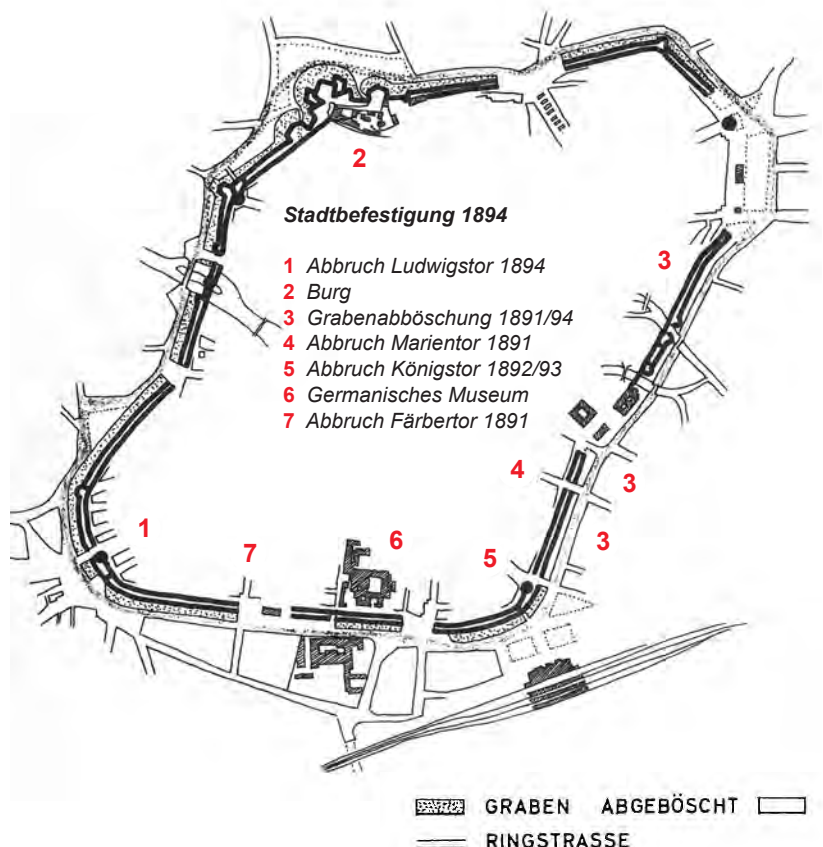 2
Stadtbefestigung 1894
1 Abbruch Ludwigstor 1894
2 Burg
3 Grabenabböschung 1891/94
4 Abbruch Marientor 1891
5 Abbruch Königstor 1892/93
6 Germanisches Museum
7 Abbruch Färbertor 1891
3
4
3
1
7
6
5
3
GRABEN ABGEBÖSCHT
RINGSTRASSE